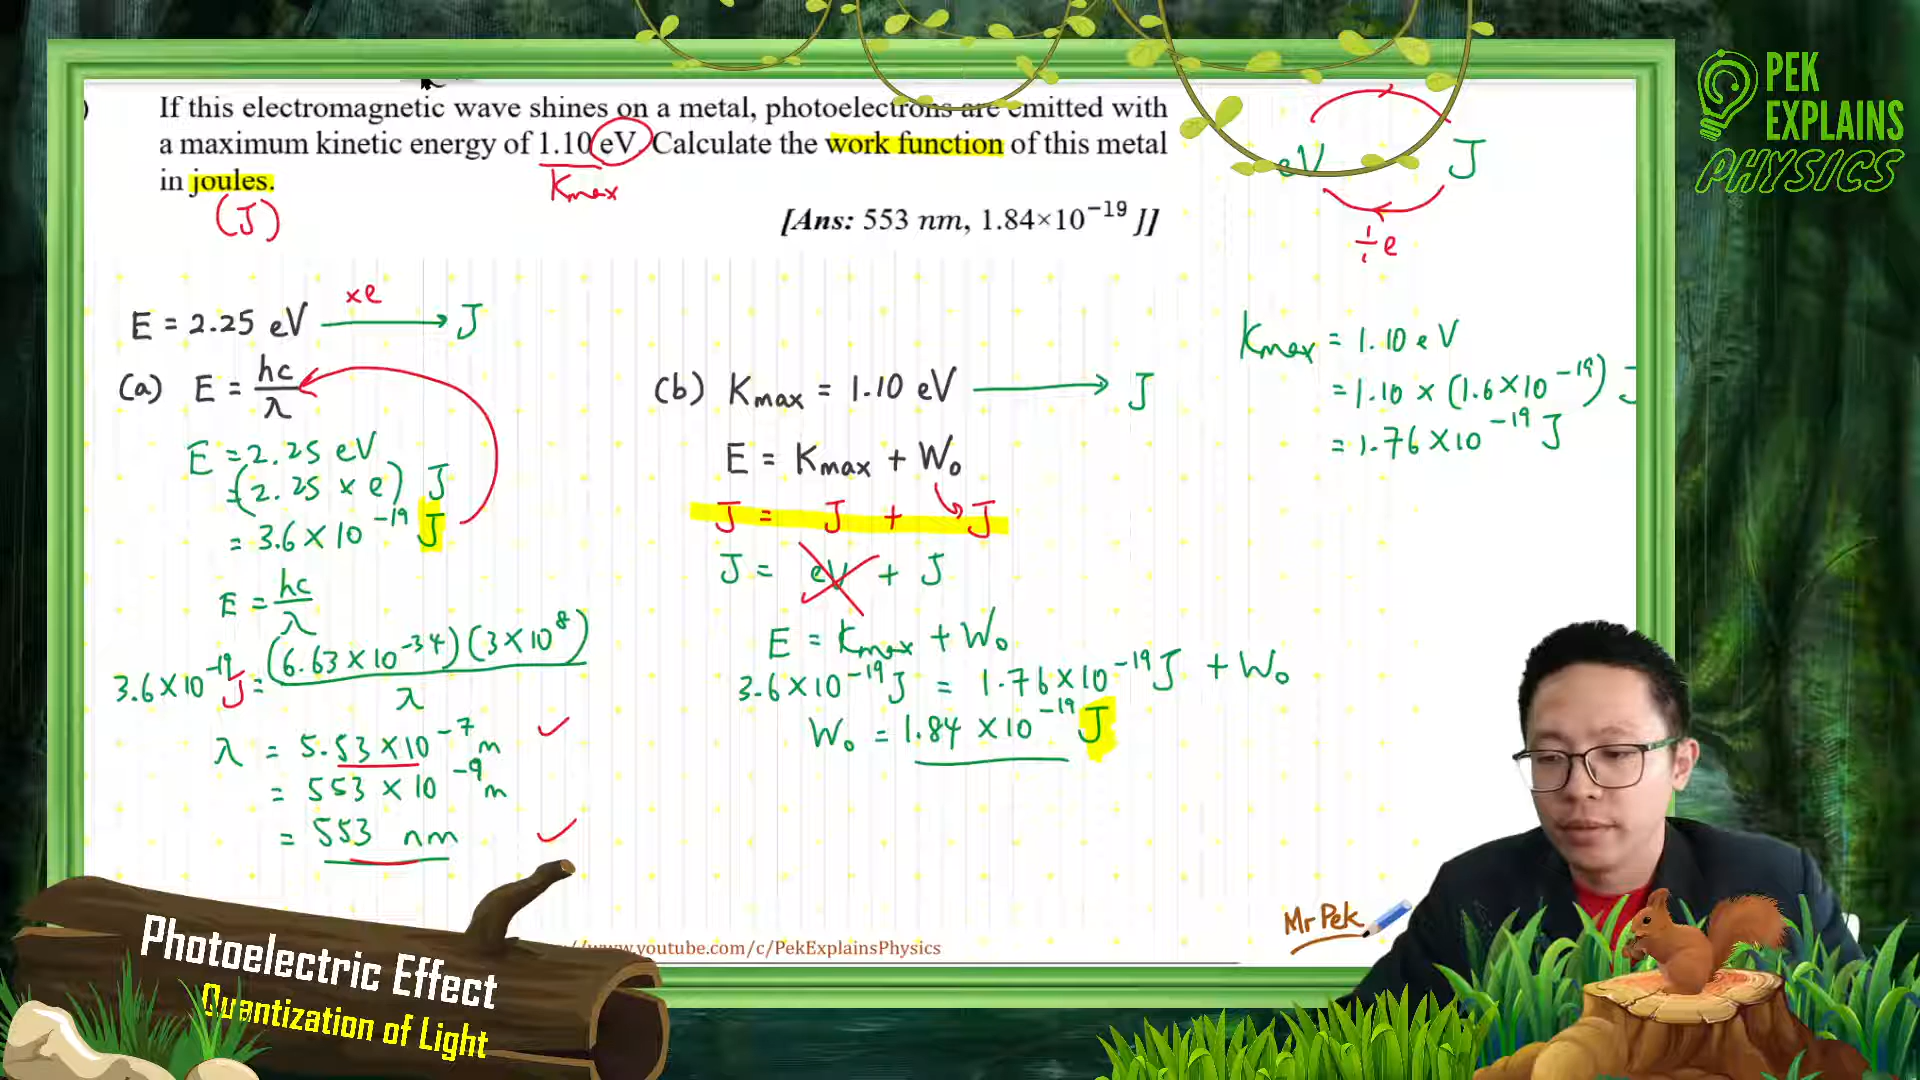 If this electromagnetic wave shines on a metal, photoelectrons are emitted with
a maximum kinetic energy of 1.10 eV. Calculate the work function of this metal
in joules.
Kmax
(J)
[Ans: 553 nm, 1.84×10⁻¹⁹ J]
eV J
÷e
PEK
EXPLAINS
PHYSICS
E = 2.25 eV ×e J
(a) E = hc/λ
E = 2.25 eV
= (2.25 × e) J
= 3.6 × 10⁻¹⁹ J
E = hc/λ
3.6 × 10⁻¹⁹ J = (6.63 × 10⁻³⁴)(3 × 10⁸)/λ
λ = 5.53 × 10⁻⁷ m
= 553 × 10⁻⁹ m
= 553 nm
(b) Kmax = 1.10 eV J
E = Kmax + W₀
J = J + J
J = eV + J
E = Kmax + W₀
3.6 × 10⁻¹⁹ J = 1.76 × 10⁻¹⁹ J + W₀
W₀ = 1.84 × 10⁻¹⁹ J
Kmax = 1.10 eV
= 1.10 × (1.6 × 10⁻¹⁹) J
= 1.76 × 10⁻¹⁹ J
Mr Pek
www.youtube.com/c/PekExplainsPhysics
Photoelectric Effect
Quantization of Light